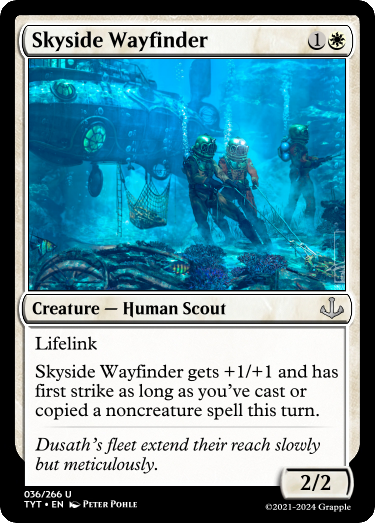 Skyside Wayfinder 1
Creature — Human Scout
Lifelink
Skyside Wayfinder gets +1/+1 and has
first strike as long as you've cast or
copied a noncreature spell this turn.
Dusath's fleet extend their reach slowly
but meticulously.
2/2
036/266 U
TYT • EN Peter Pohle
©2021-2024 Grapple